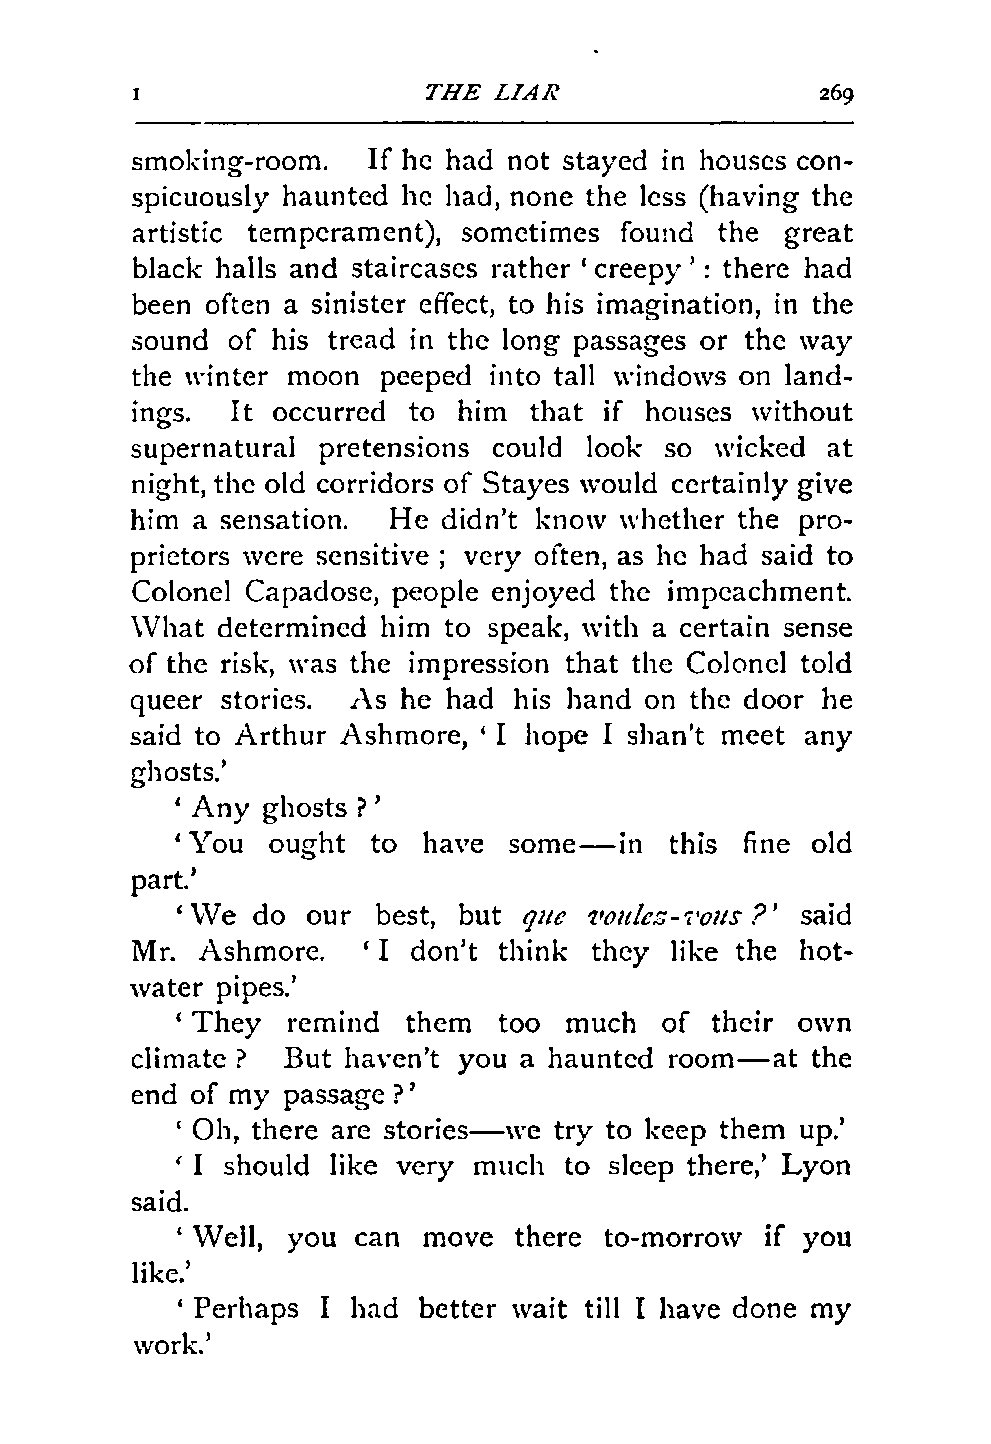 I THE LIAR 269
smoking-room. If he had not stayed in houses con-
spicuously haunted he had, none the less (having the
artistic temperament), sometimes found the great
black halls and staircases rather ‘ creepy ’ : there had
been often a sinister effect, to his imagination, in the
sound of his tread in the long passages or the way
the winter moon peeped into tall windows on land-
ings. It occurred to him that if houses without
supernatural pretensions could look so wicked at
night, the old corridors of Stayes would certainly give
him a sensation. He didn’t know whether the pro-
prietors were sensitive ; very often, as he had said to
Colonel Capadose, people enjoyed the impeachment.
What determined him to speak, with a certain sense
of the risk, was the impression that the Colonel told
queer stories. As he had his hand on the door he
said to Arthur Ashmore, ‘ I hope I shan’t meet any
ghosts.’
‘ Any ghosts ? ’
‘ You ought to have some—in this fine old
part.’
‘ We do our best, but que voulez-vous ? ’ said
Mr. Ashmore. ‘ I don’t think they like the hot-
water pipes.’
‘ They remind them too much of their own
climate ? But haven’t you a haunted room—at the
end of my passage ? ’
‘ Oh, there are stories—we try to keep them up.’
‘ I should like very much to sleep there,’ Lyon
said.
‘ Well, you can move there to-morrow if you
like.’
‘ Perhaps I had better wait till I have done my
work.’